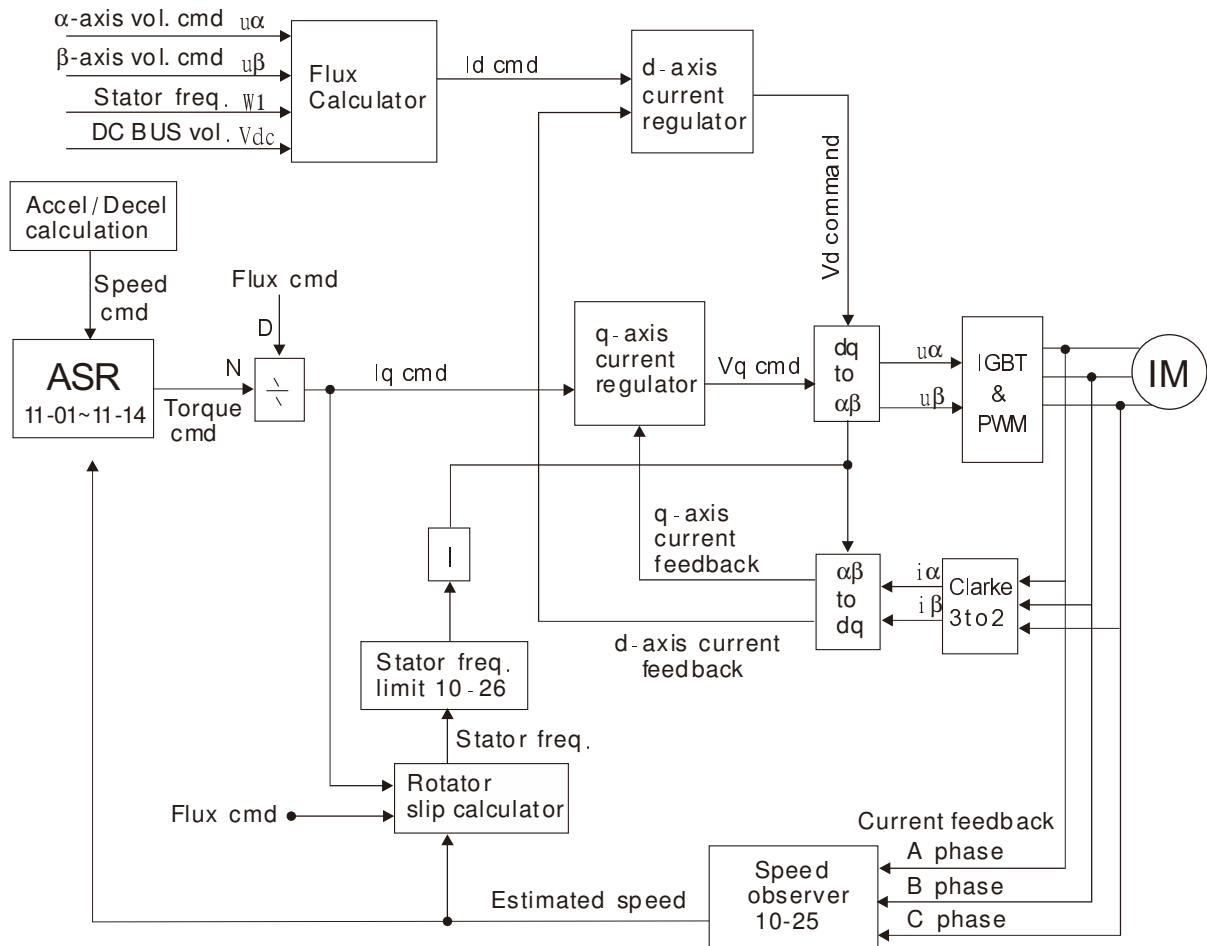 α-axis vol. cmd uα
β-axis vol. cmd uβ
Stator freq. W1
DC BUS vol. Vdc
Flux
Calculator
Id cmd
d-axis
current
regulator
Vd command
Accel/Decel
calculation
Speed
cmd
Flux cmd
D
N
ASR
11-01~11-14
Torque
cmd
÷
Iq cmd
q-axis
current
regulator
Vq cmd
dq
to
αβ
uα
uβ
IGBT
&
PWM
IM
q-axis
current
feedback
I
αβ
to
dq
iα
iβ
Clarke
3to2
d-axis current
feedback
Stator freq.
limit 10-26
Stator freq.
Rotator
slip calculator
Flux cmd
Current feedback
A phase
B phase
C phase
Speed
observer
10-25
Estimated speed